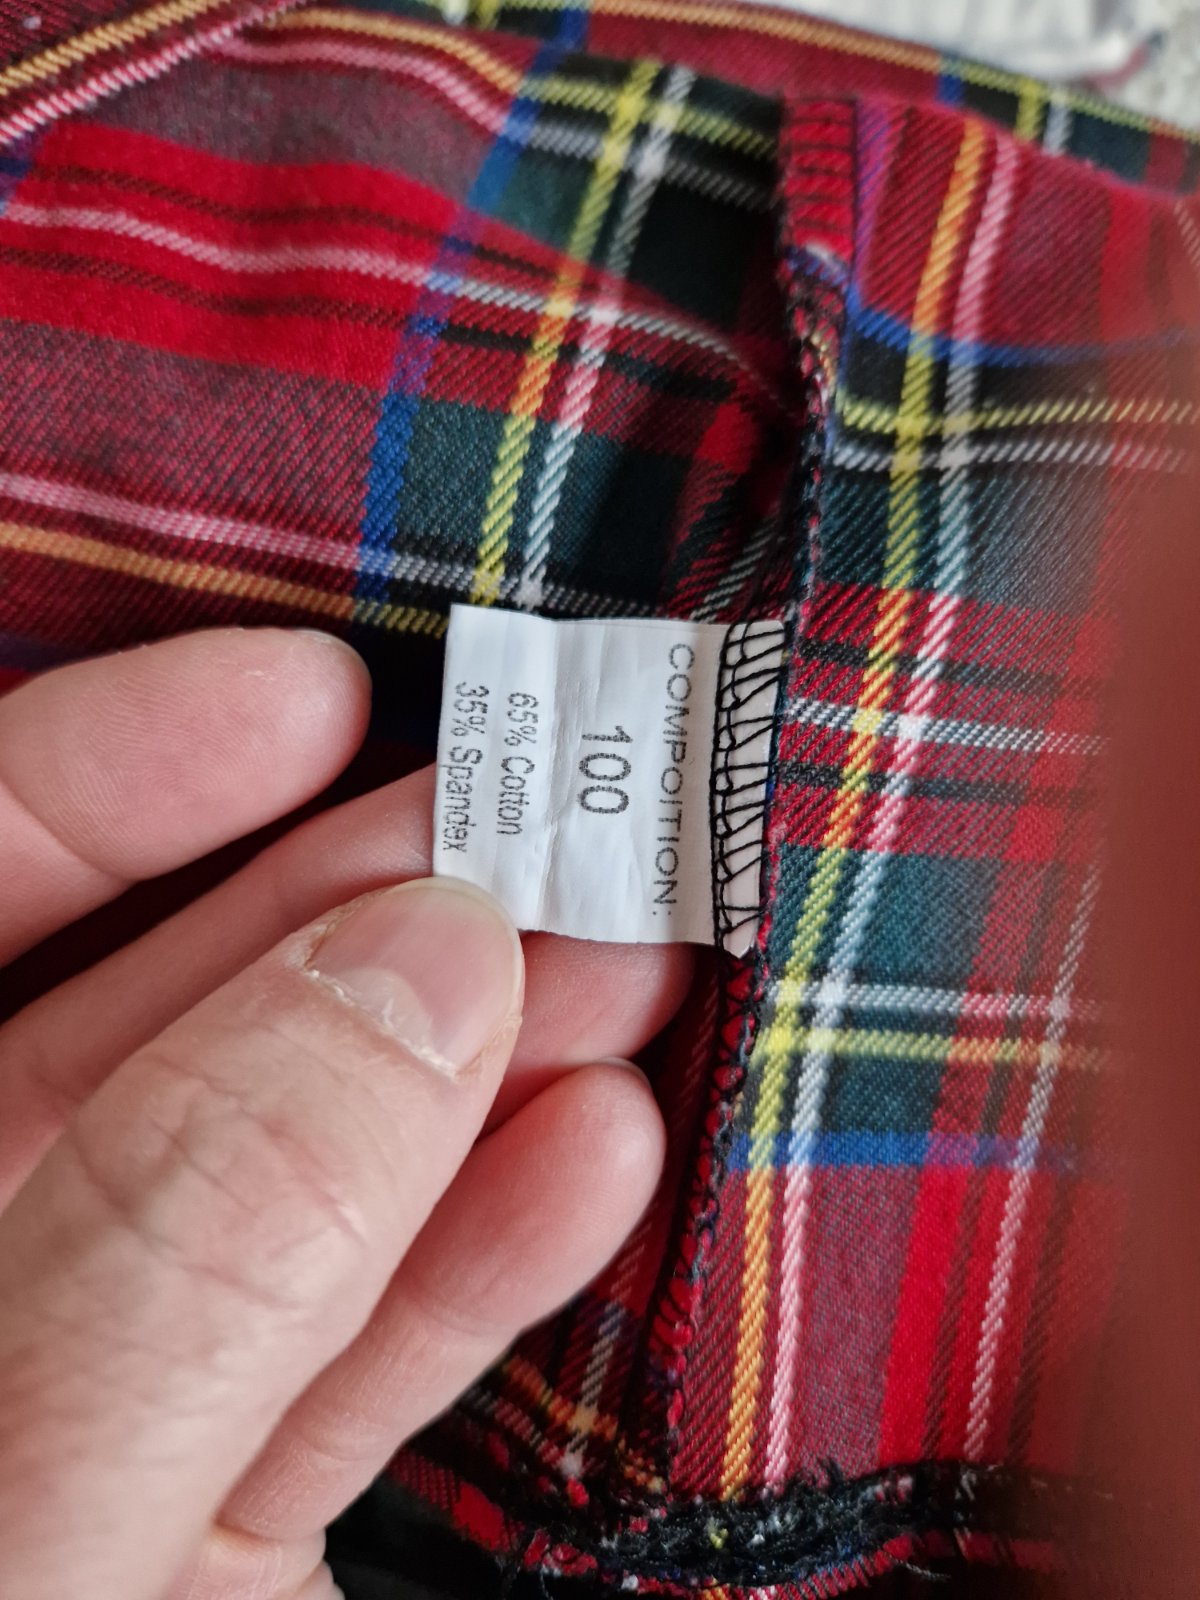 COMPOITION:
100
65% Cotton
35% Spandex